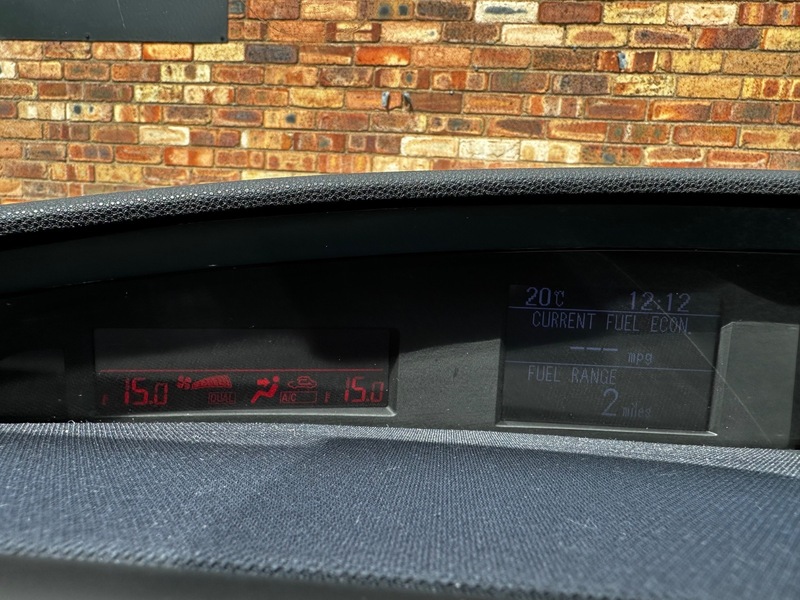 15.0
DUAL
A/C
15.0
20°C 12:12
CURRENT FUEL ECON.
--- mpg
FUEL RANGE
2 miles